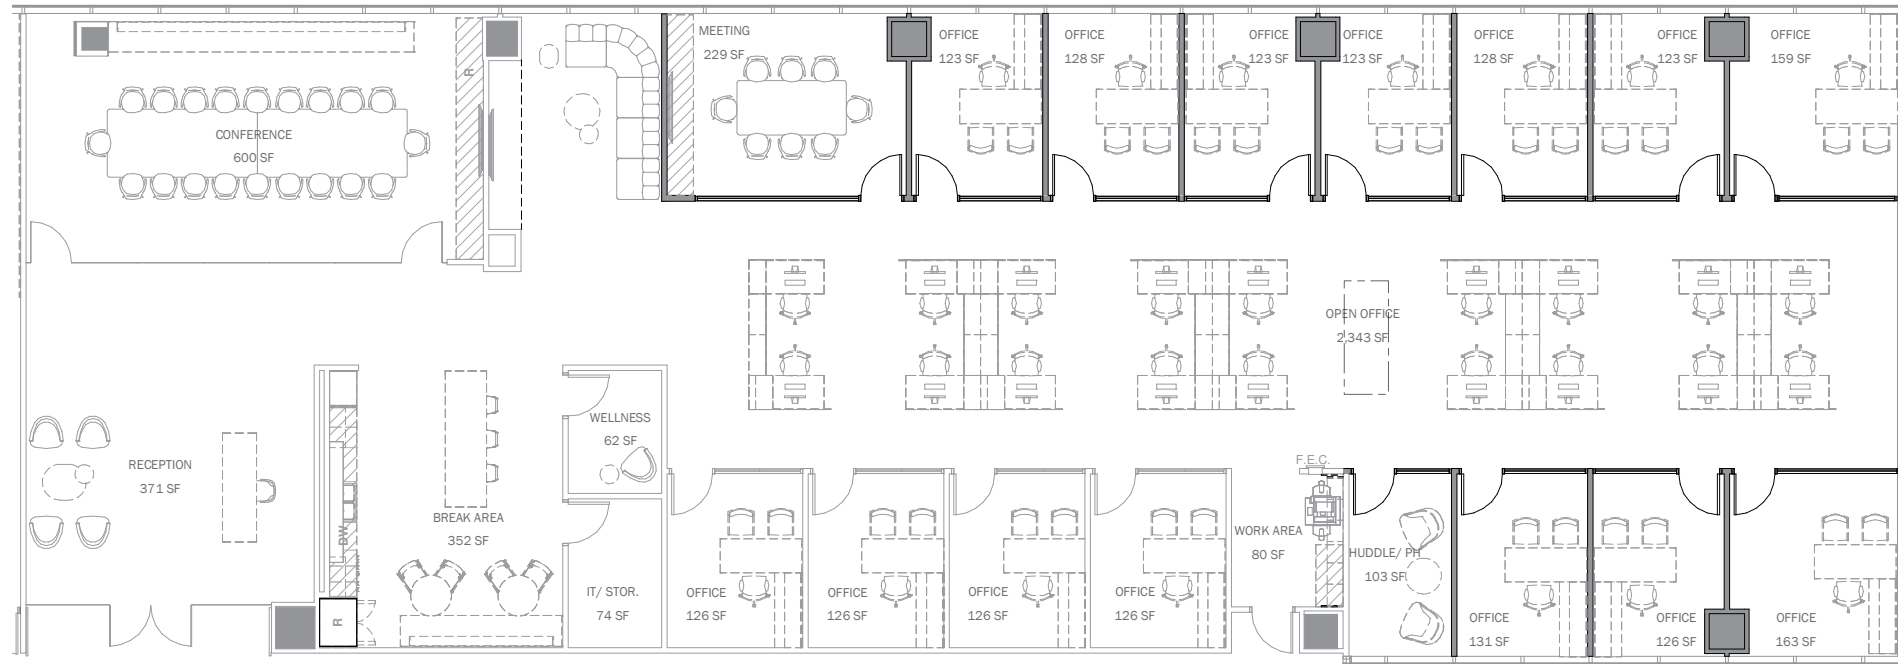 MEETING
229 SF
OFFICE
123 SF
OFFICE
128 SF
OFFICE
123 SF
OFFICE
123 SF
OFFICE
128 SF
OFFICE
123 SF
OFFICE
159 SF
R
CONFERENCE
600 SF
OPEN OFFICE
2,343 SF
WELLNESS
62 SF
RECEPTION
371 SF
F.E.C.
BREAK AREA
352 SF
DW
WORK AREA
80 SF
HUDDLE/ PH
103 SF
IT/ STOR.
74 SF
OFFICE
126 SF
OFFICE
126 SF
OFFICE
126 SF
OFFICE
126 SF
R
OFFICE
131 SF
OFFICE
126 SF
OFFICE
163 SF